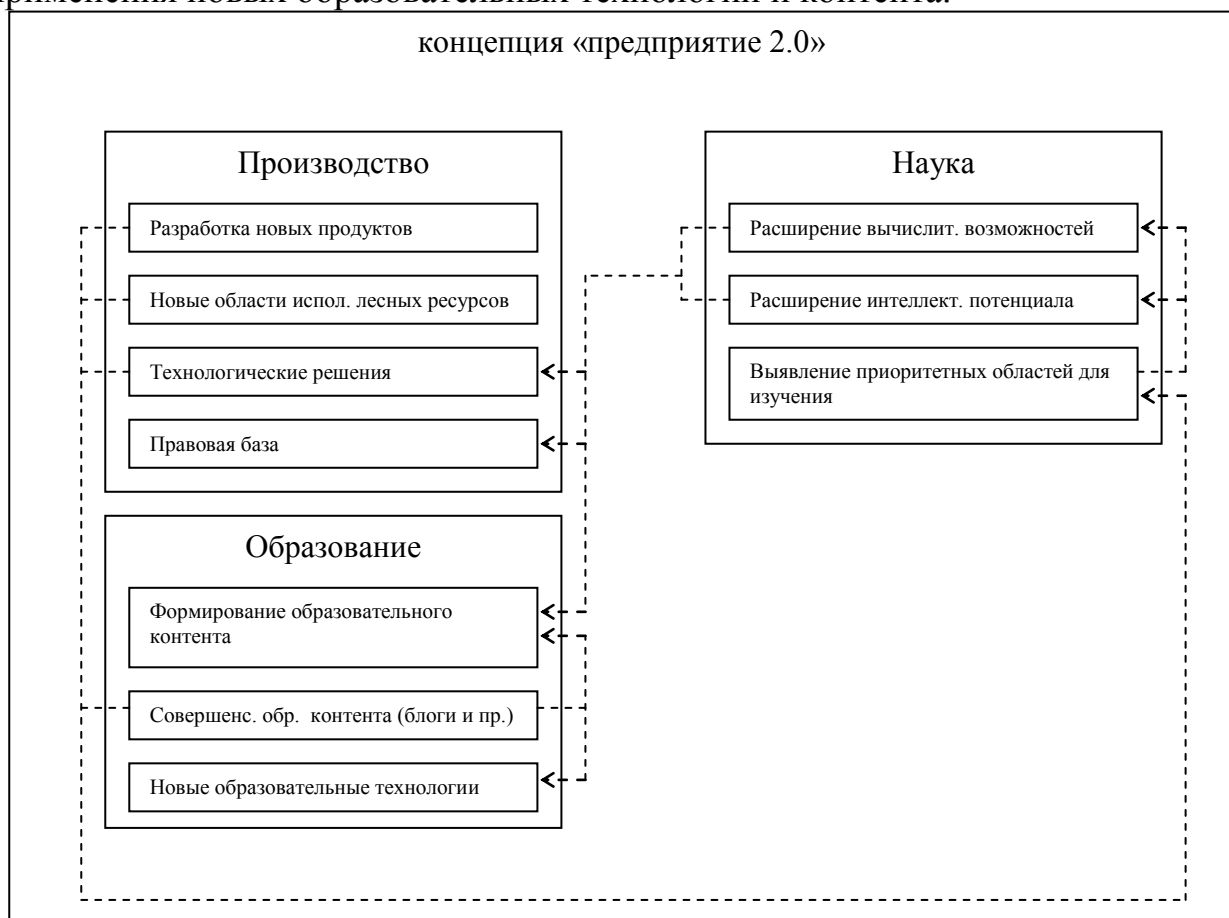 применения новых образовательных технологий и контента.
концепция «предприятие 2.0»
Производство
Разработка новых продуктов
Новые области испол. лесных ресурсов
Технологические решения
Правовая база
Образование
Формирование образовательного
контента
Совершенс. обр. контента (блоги и пр.)
Новые образовательные технологии
Наука
Расширение вычислит. возможностей
Расширение интеллект. потенциала
Выявление приоритетных областей для
изучения